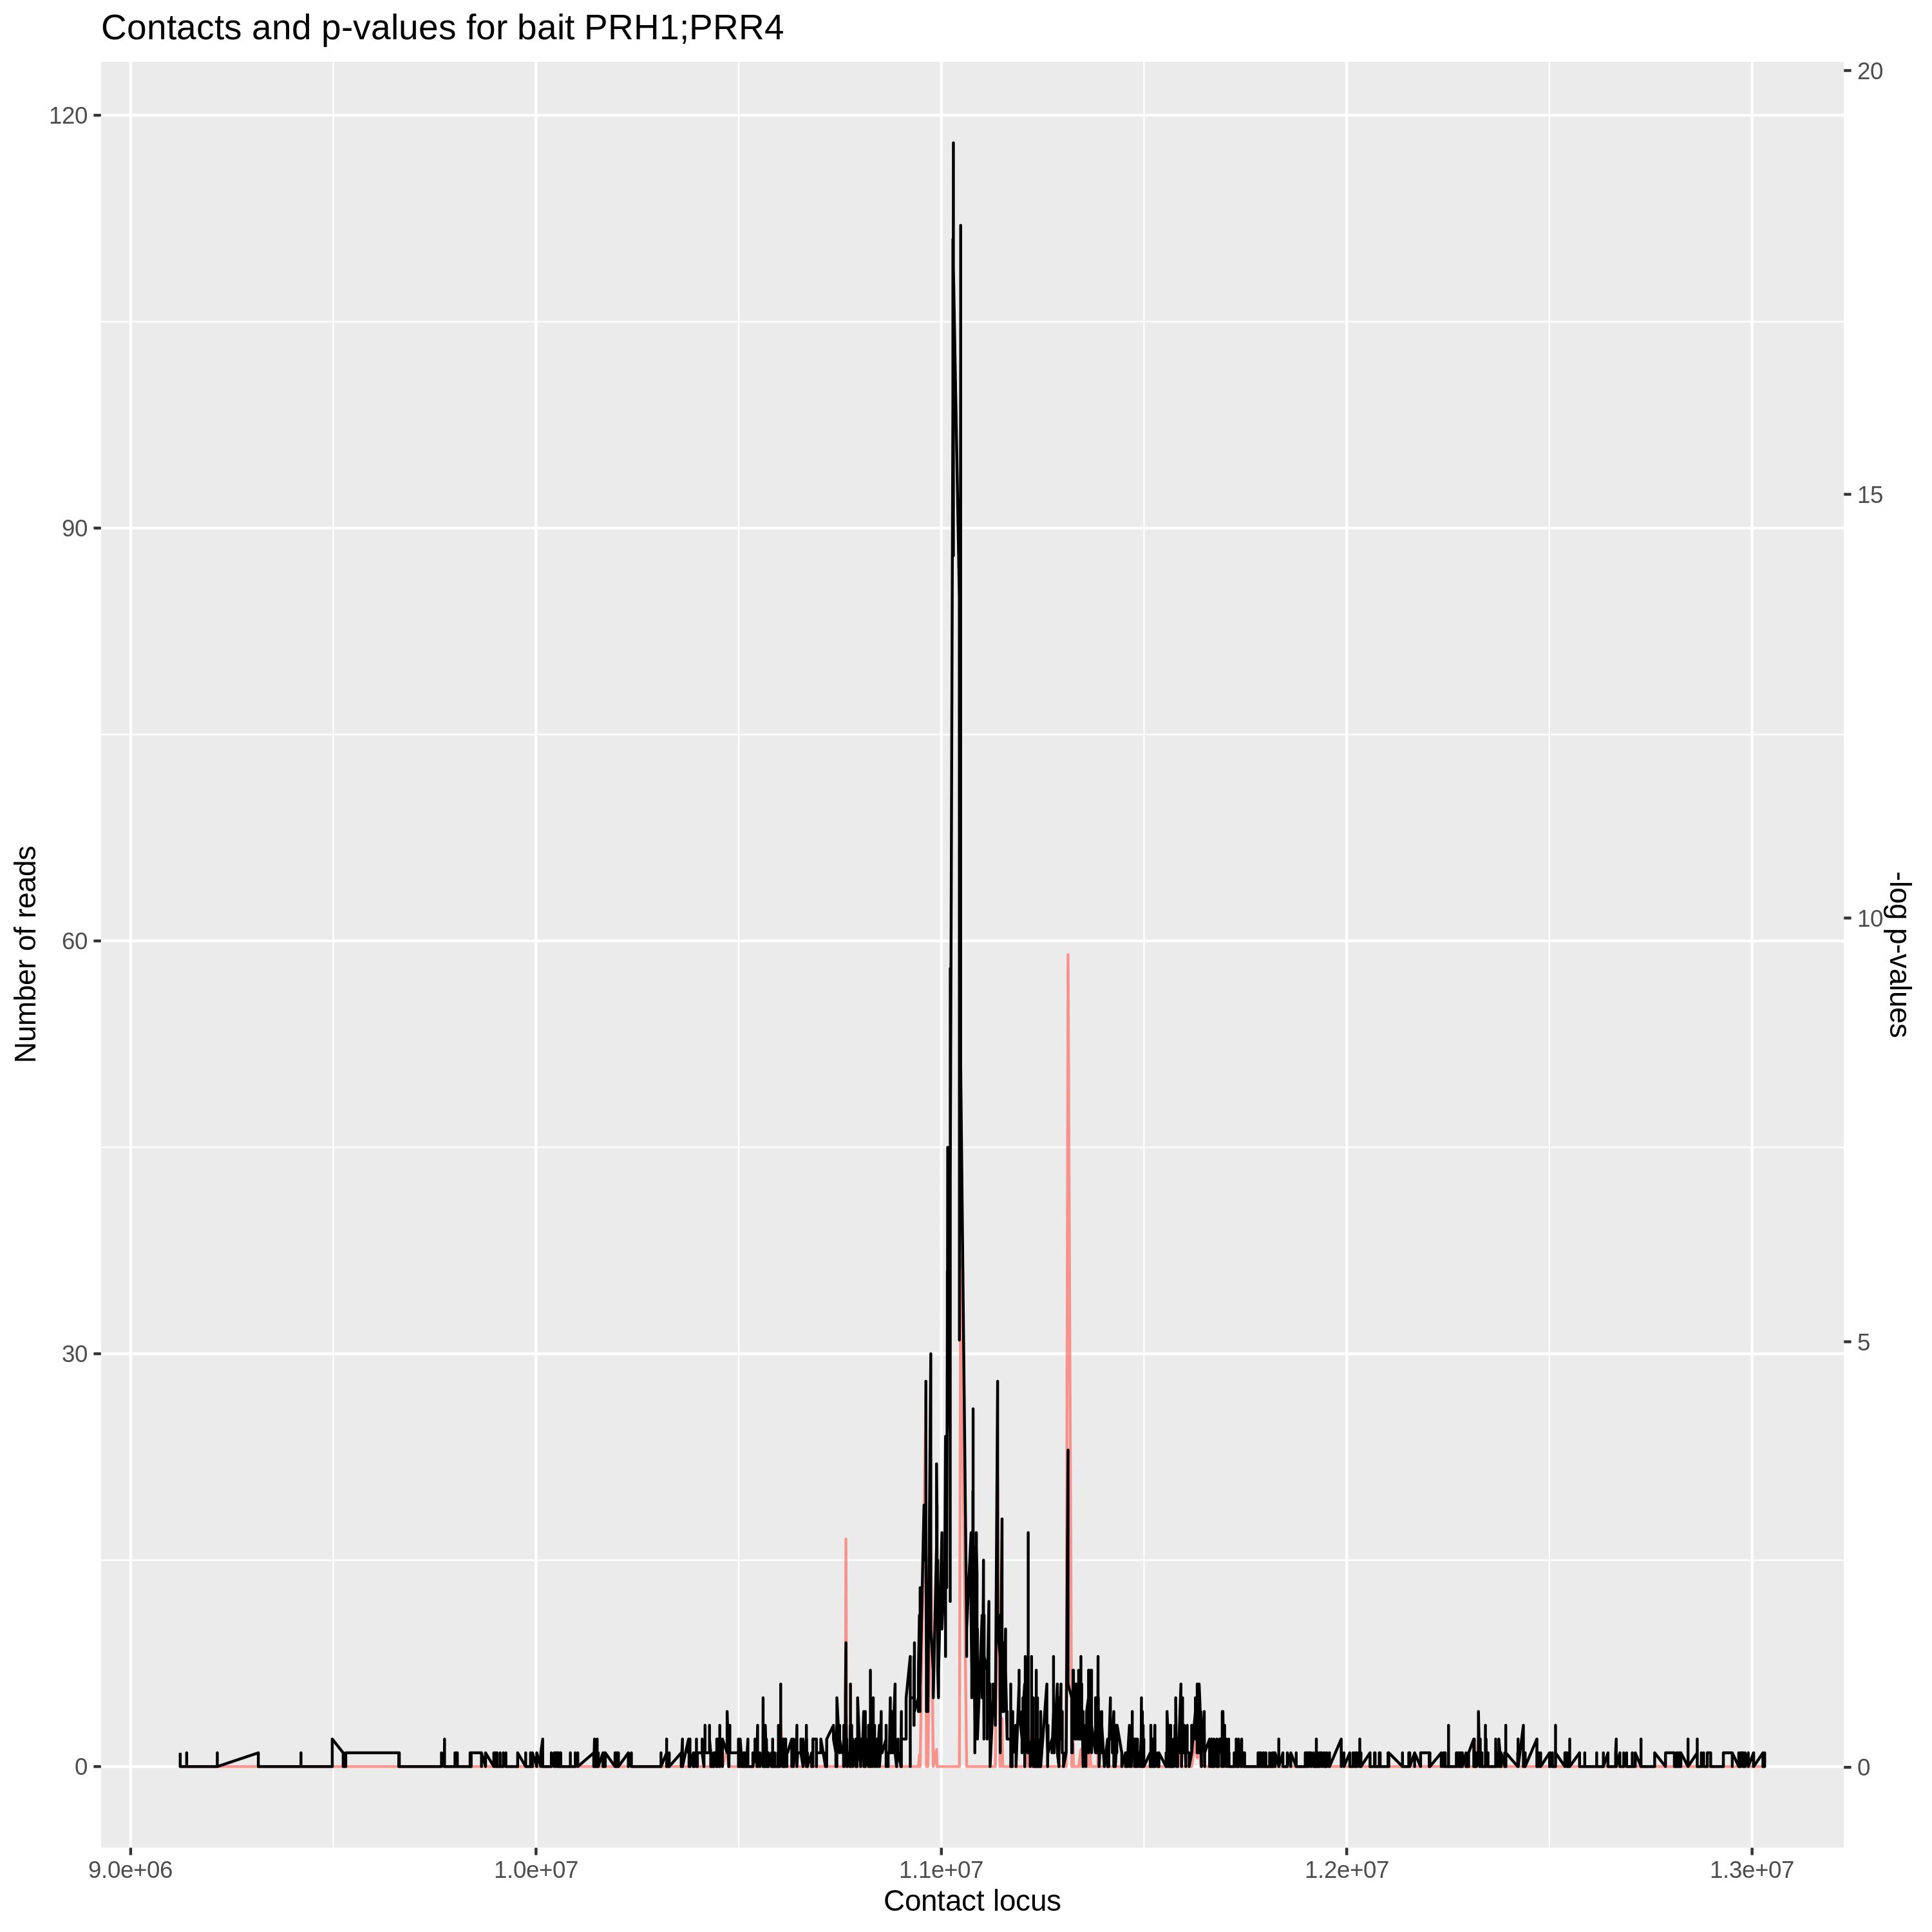 Contacts and p-values for bait PRH1;PRR4
120
90
60
30
0
Number of reads
20
15
10
5
0
-log p-values
9.0e+06
1.0e+07
1.1e+07
1.2e+07
1.3e+07
Contact locus